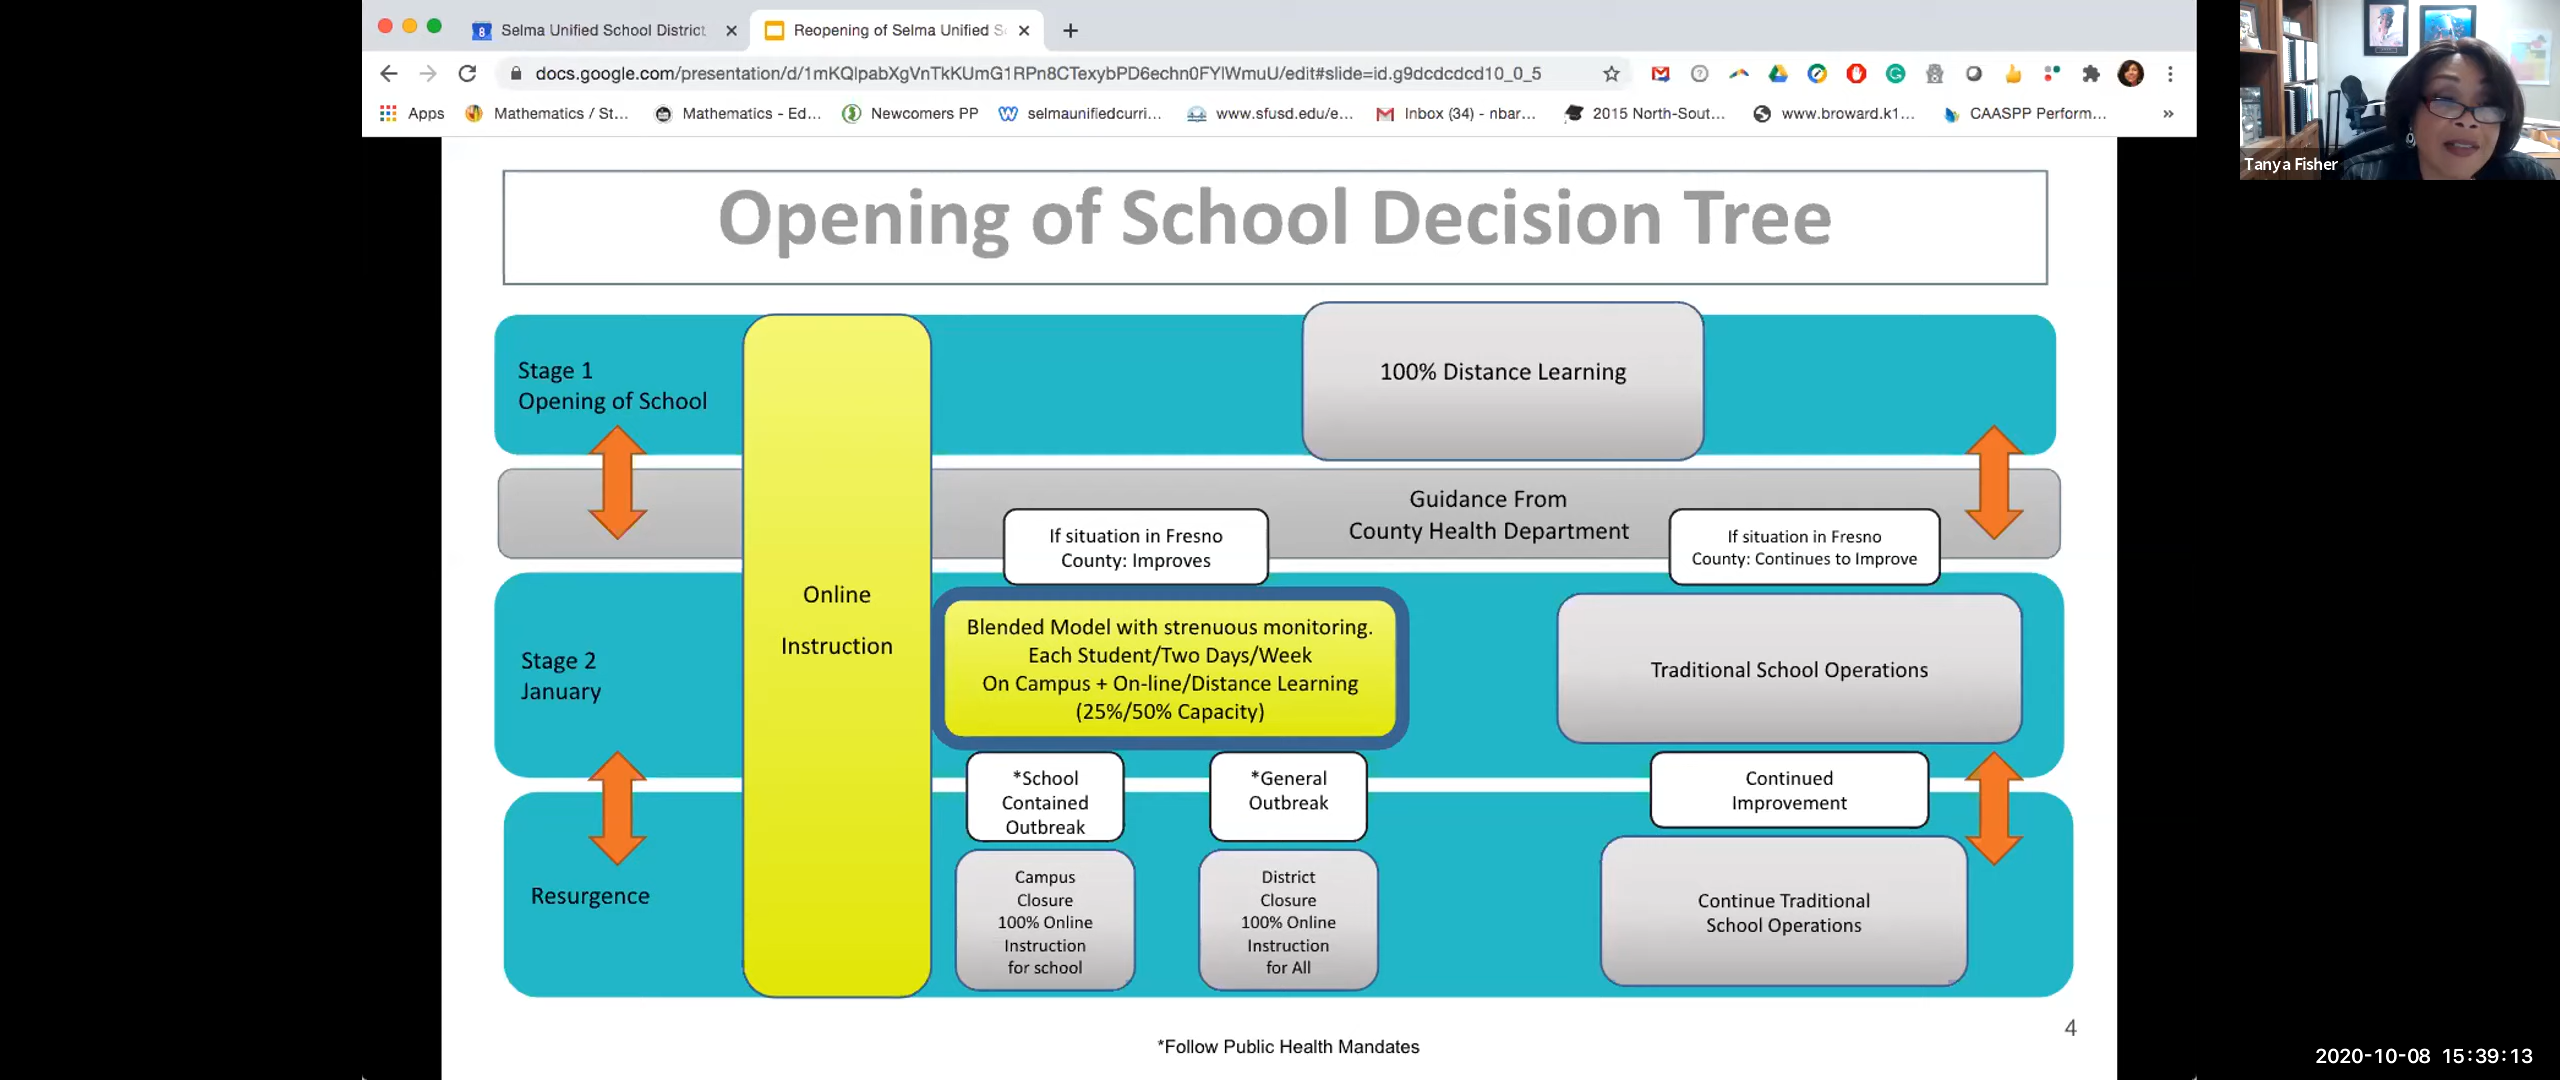 Selma Unified School District
Reopening of Selma Unified S
docs.google.com/presentation/d/1mKQlpabXgVnTkKUmG1RPn8CTexybPD6echn0FYlWmuU/edit#slide=id.g9dcdcdcd10_0_5
Apps
Mathematics / St...
Mathematics - Ed...
Newcomers PP
selmaunifiedcurri...
www.sfusd.edu/e...
Inbox (34) - nbar...
2015 North-Sout...
www.broward.k1...
CAASPP Perform...
»
Tanya Fisher
Opening of School Decision Tree
Stage 1
Opening of School
100% Distance Learning
Guidance From
County Health Department
If situation in Fresno
County: Improves
If situation in Fresno
County: Continues to Improve
Online
Instruction
Stage 2
January
Blended Model with strenuous monitoring.
Each Student/Two Days/Week
On Campus + On-line/Distance Learning
(25%/50% Capacity)
Traditional School Operations
*School
Contained
Outbreak
*General
Outbreak
Continued
Improvement
Resurgence
Campus
Closure
100% Online
Instruction
for school
District
Closure
100% Online
Instruction
for All
Continue Traditional
School Operations
4
*Follow Public Health Mandates
2020-10-08 15:39:13